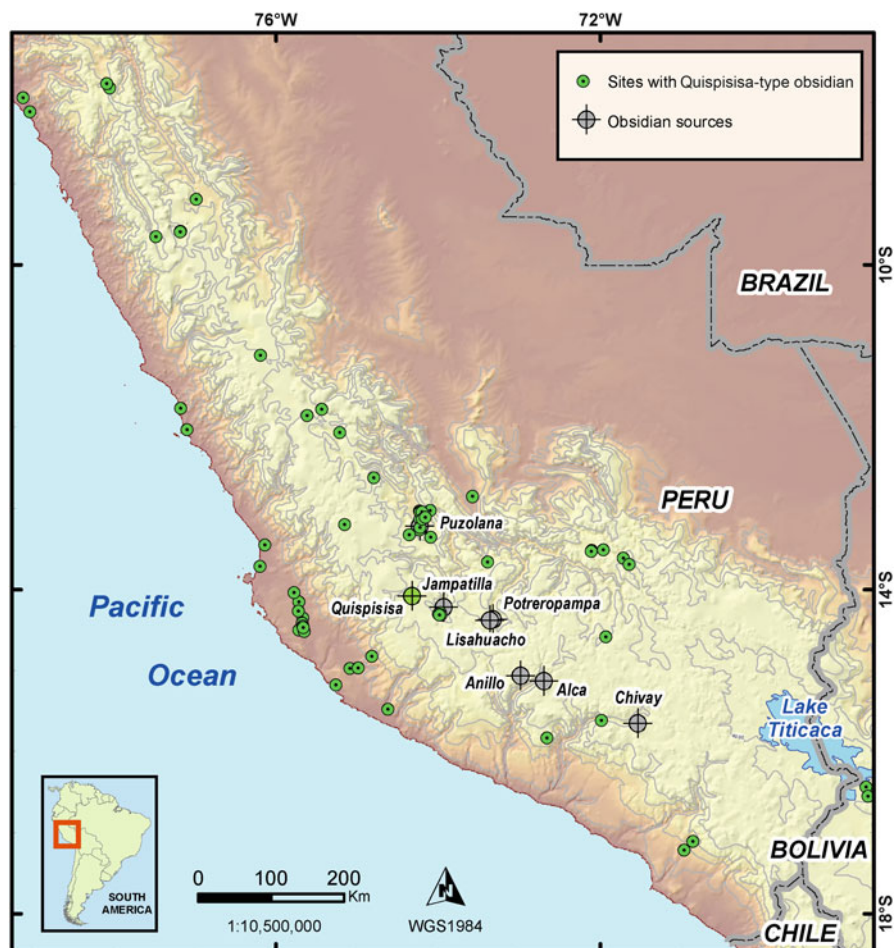 76°W
72°W
Sites with Quispisisa-type obsidian
Obsidian sources
10°S
BRAZIL
PERU
Puzolana
14°S
Jampatilla
Quispisisa
Potreropampa
Lisahuacho
Pacific
Ocean
Anillo
Alca
Chivay
Lake
Titicaca
BOLIVIA
SOUTH
AMERICA
0 100 200
Km
N
1:10,500,000
WGS1984
18°S
CHILE